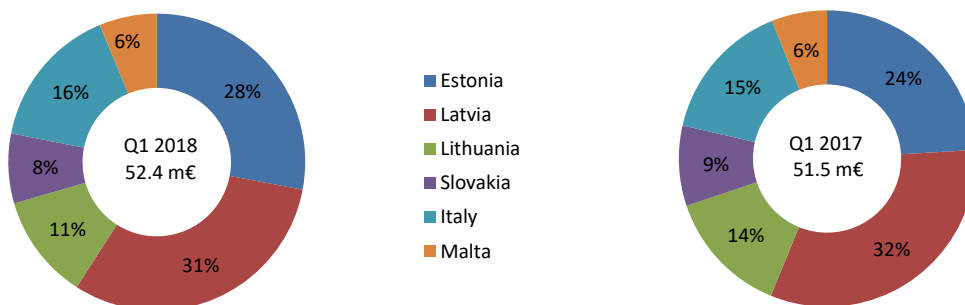 6%
28%
16%
Q1 2018
52.4 m€
8%
11%
31%
Estonia
Latvia
Lithuania
Slovakia
Italy
Malta
6%
24%
15%
Q1 2017
51.5 m€
9%
14%
32%